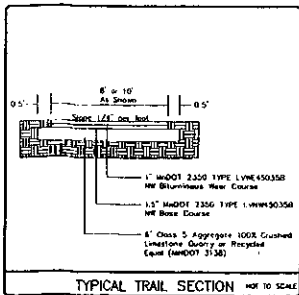 8' or 10'
As Shown
0.5'
0.5'
Slope 1/4" per foot
1" MnDOT 2350 TYPE LVWE45035B
NW Bituminous Wear Course
1.5" MnDOT 2350 TYPE LVNW45035B
NW Base Course
6" Class 5 Aggregate 100% Crushed
Limestone Quarry or Recycled
Equal (MNDOT 3138)
TYPICAL TRAIL SECTION NOT TO SCALE